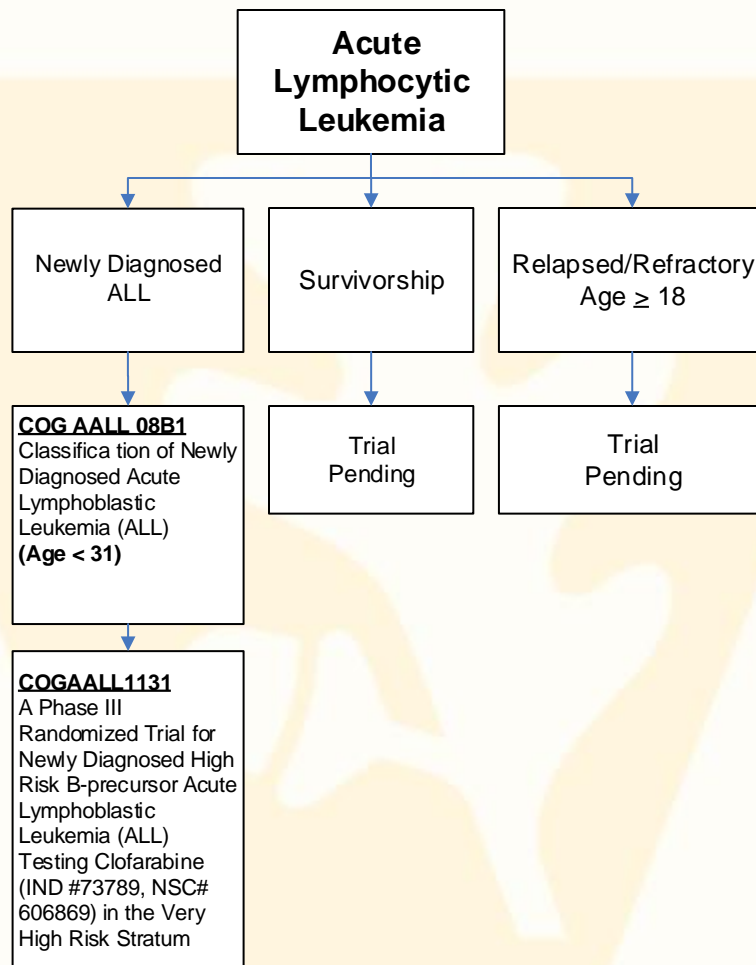 Acute
Lymphocytic
Leukemia
Newly Diagnosed
ALL
Survivorship
Relapsed/Refractory
Age ≥ 18
COG AALL 08B1
Classifica tion of Newly
Diagnosed Acute
Lymphoblastic
Leukemia (ALL)
(Age < 31)
Trial
Pending
Trial
Pending
COGAALL1131
A Phase III
Randomized Trial for
Newly Diagnosed High
Risk B-precursor Acute
Lymphoblastic
Leukemia (ALL)
Testing Clofarabine
(IND #73789, NSC#
606869) in the Very
High Risk Stratum